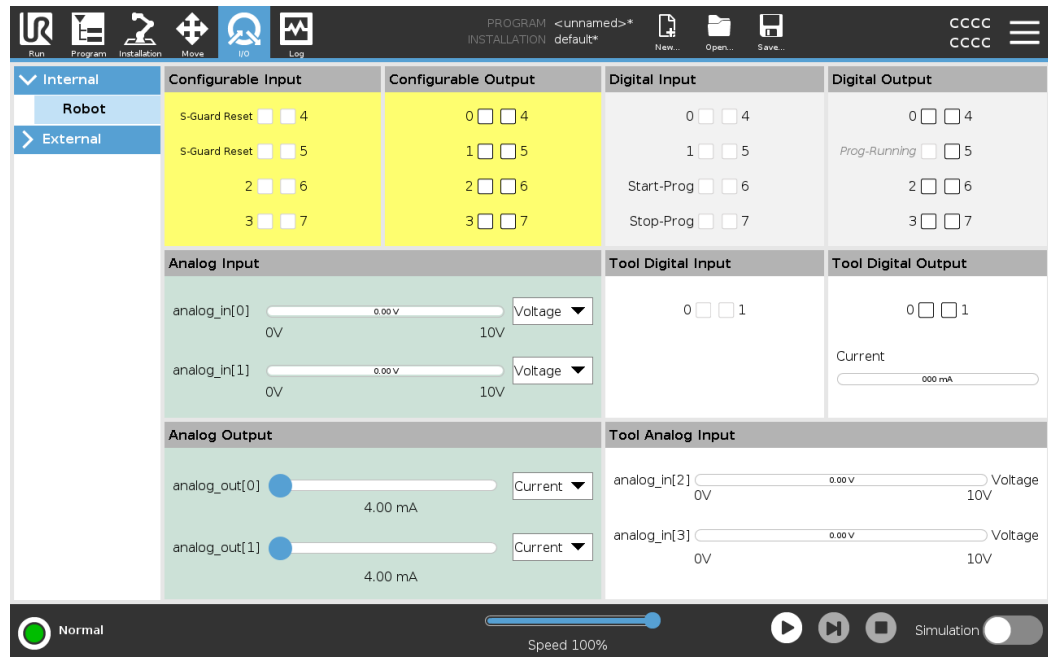 UR
Run Program Installation Move I/O Log
PROGRAM <unnamed>*
INSTALLATION default*
New... Open... Save...
CCCC
CCCC
Internal
Robot
External
Configurable Input
S-Guard Reset 4
S-Guard Reset 5
2 6
3 7
Configurable Output
0 4
1 5
2 6
3 7
Digital Input
0 4
1 5
Start-Prog 6
Stop-Prog 7
Digital Output
0 4
Prog-Running 5
2 6
3 7
Analog Input
analog_in[0] 0.00 V Voltage
0V 10V
analog_in[1] 0.00 V Voltage
0V 10V
Tool Digital Input
0 1
Tool Digital Output
0 1
Current
000 mA
Analog Output
analog_out[0] Current
4.00 mA
analog_out[1] Current
4.00 mA
Tool Analog Input
analog_in[2] 0.00 V Voltage
0V 10V
analog_in[3] 0.00 V Voltage
0V 10V
Normal
Speed 100%
Simulation